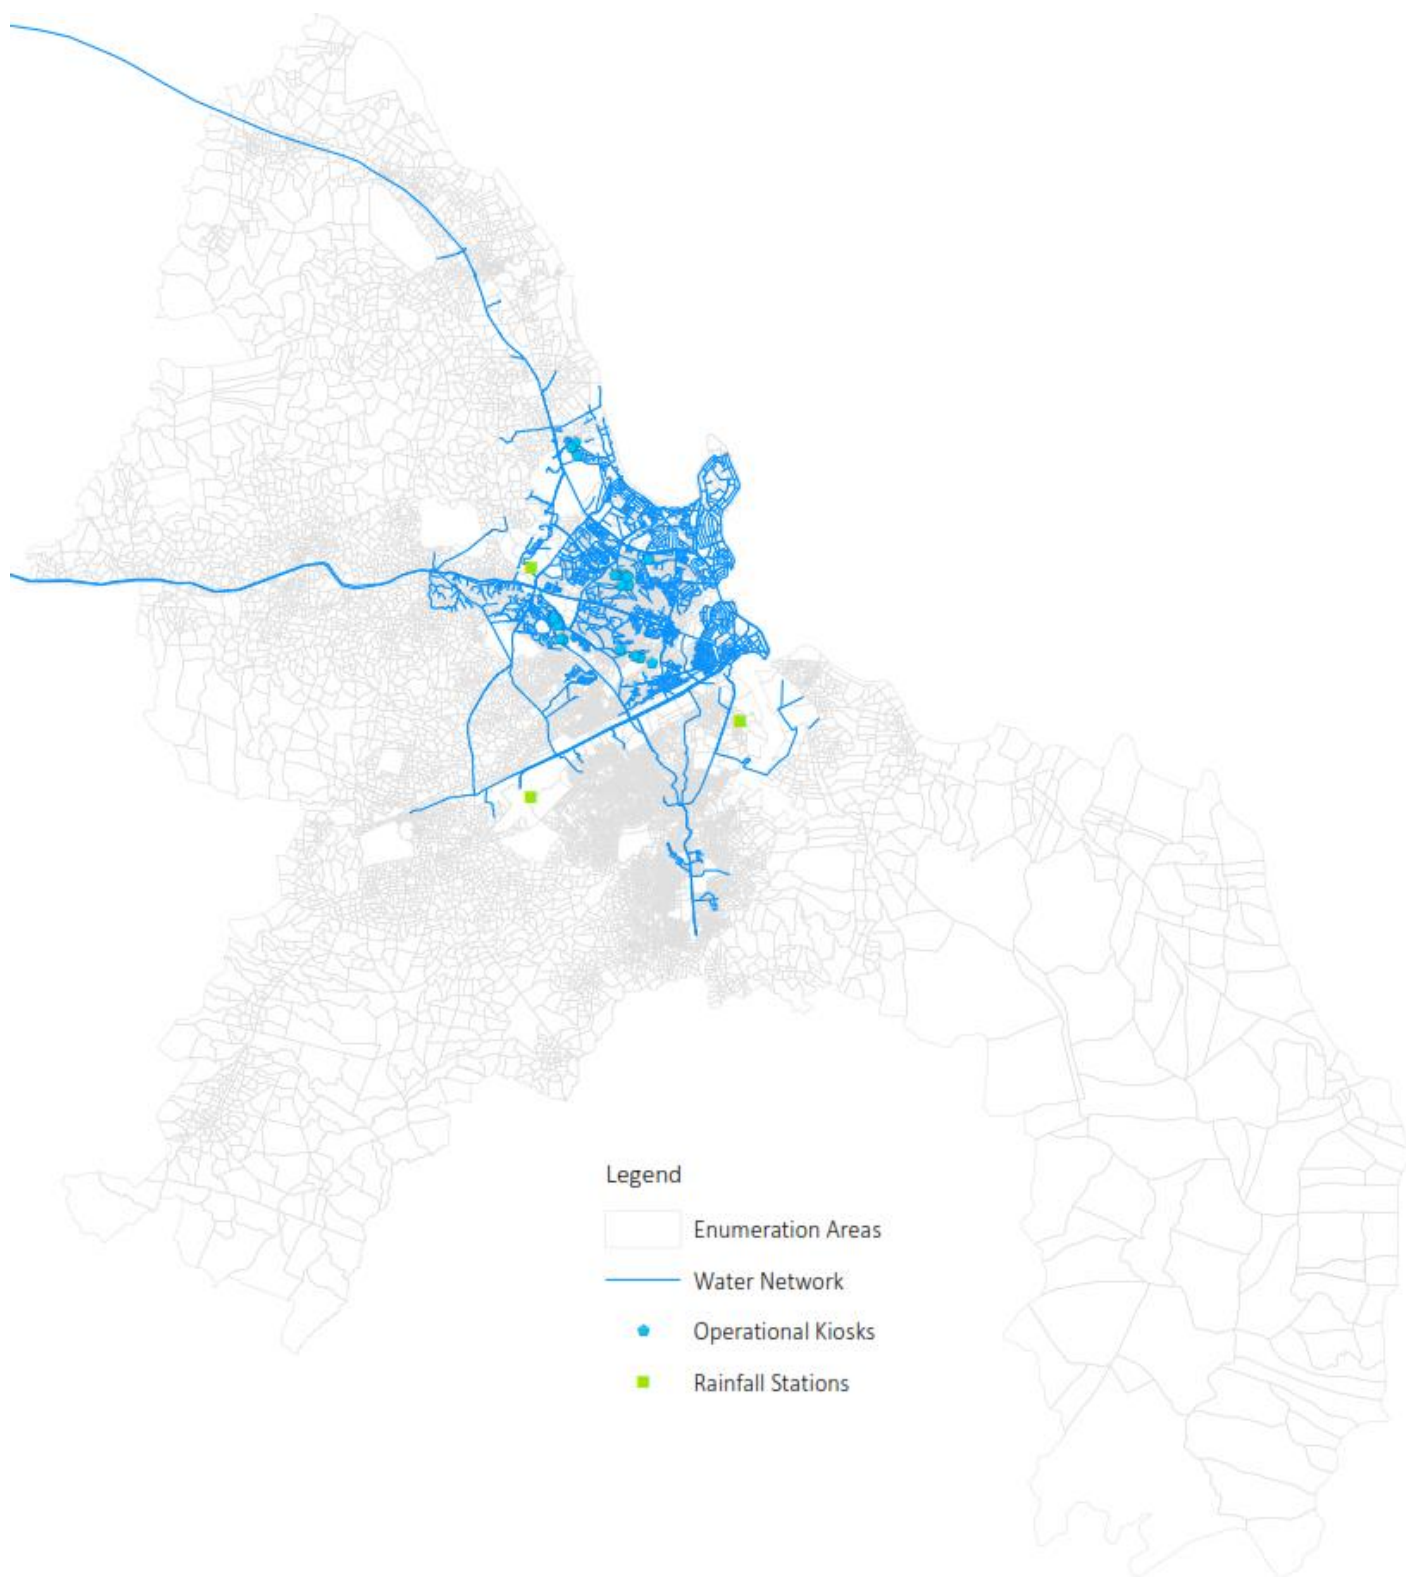 Legend
Enumeration Areas
Water Network
Operational Kiosks
Rainfall Stations